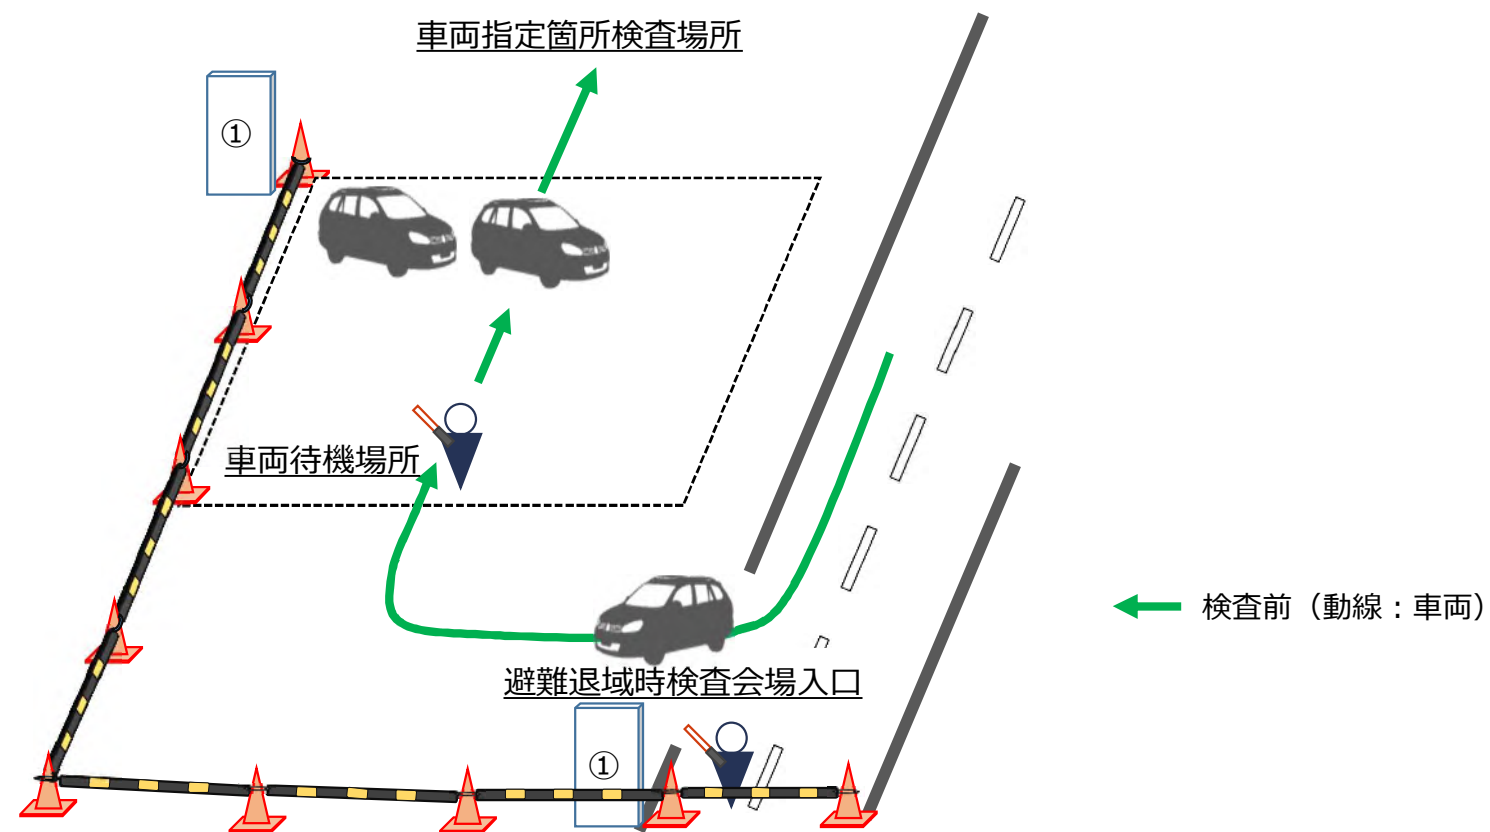 車両指定箇所検査場所
①
車両待機場所
検査前（動線：車両）
避難退域時検査会場入口
①